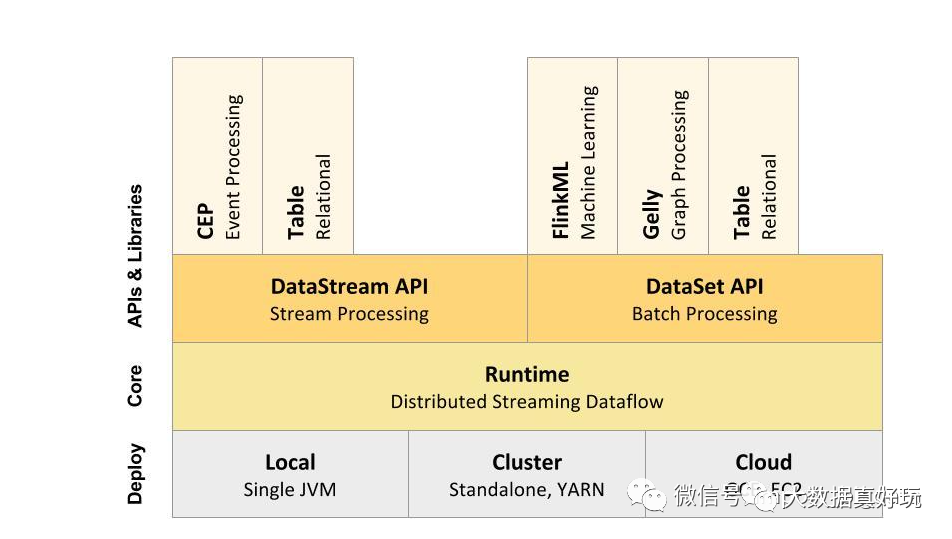 CEP
Event Processing
Table
Relational
FlinkML
Machine Learning
Gelly
Graph Processing
Table
Relational
APIs & Libraries
DataStream API
Stream Processing
DataSet API
Batch Processing
Core
Runtime
Distributed Streaming Dataflow
Deploy
Local
Single JVM
Cluster
Standalone, YARN
Cloud
EC2
微信号
大数据真好玩